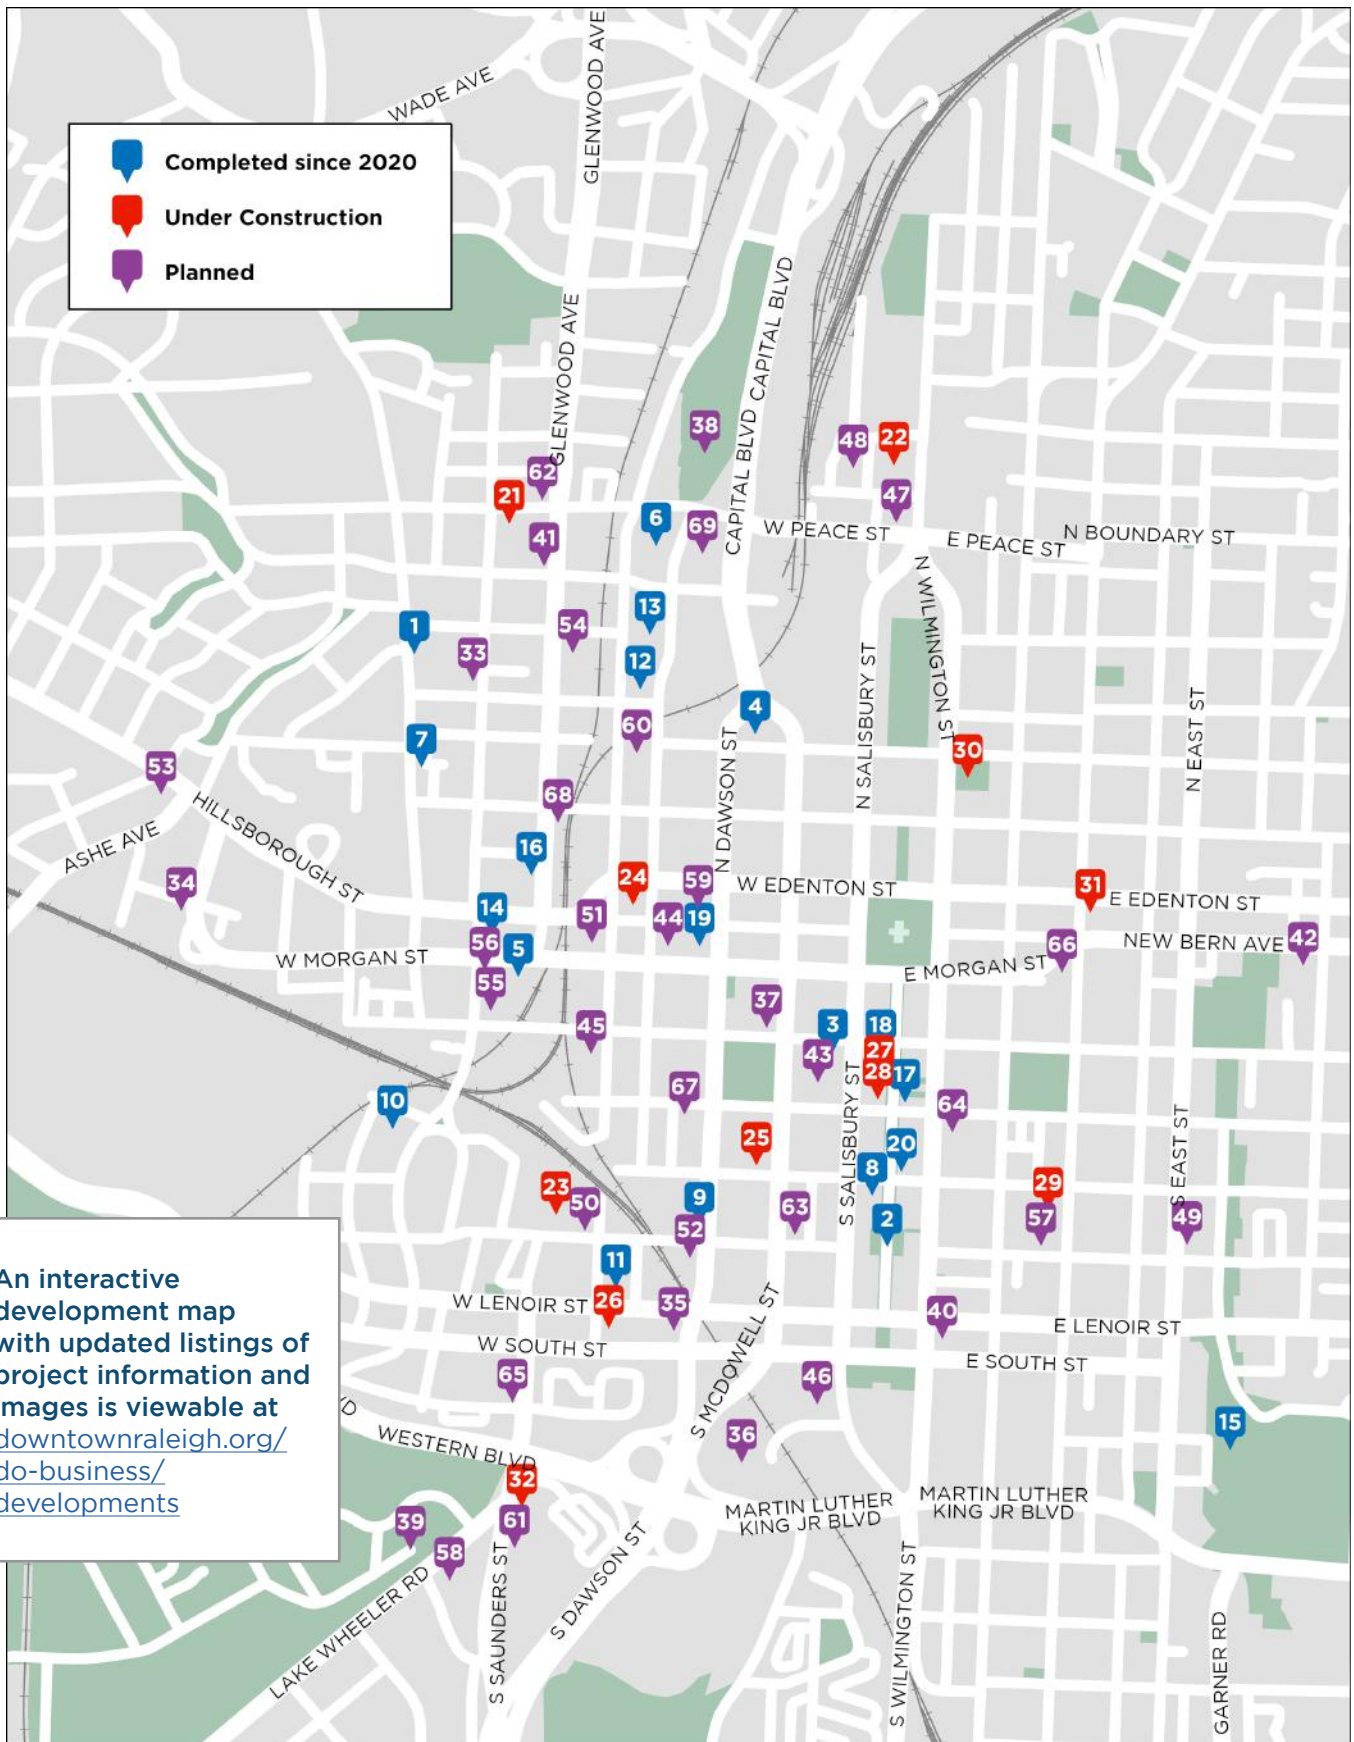 GLENWOOD AVE
WADE AVE
Completed since 2020
Under Construction
Planned
GLENWOOD AVE
CAPITAL BLVD
CAPITAL BLVD
38
48
22
62
21
47
6
69
41
W PEACE ST
E PEACE ST
N BOUNDARY ST
N WILMINGTON ST
13
1
54
33
12
N SALISBURY ST
4
60
7
N DAWSON ST
30
N EAST ST
53
68
HILLSBOROUGH ST
ASHE AVE
16
34
24
59
W EDENTON ST
31
E EDENTON ST
14
51
44
19
56
5
66
NEW BERN AVE
42
W MORGAN ST
E MORGAN ST
55
37
45
3
18
43
27
28
17
67
S SALISBURY ST
10
64
25
20
8
S EAST ST
23
50
9
63
29
52
2
57
49
11
W LENOIR ST
26
35
40
E LENOIR ST
W SOUTH ST
S MCDOWELL ST
E SOUTH ST
65
46
36
15
VD
WESTERN BLVD
32
MARTIN LUTHER
KING JR BLVD
MARTIN LUTHER
KING JR BLVD
39
61
58
S DAWSON ST
LAKE WHEELER RD
S SAUNDERS ST
S WILMINGTON ST
GARNER RD
An interactive
development map
with updated listings of
project information and
images is viewable at
downtownraleigh.org/
do-business/
developments